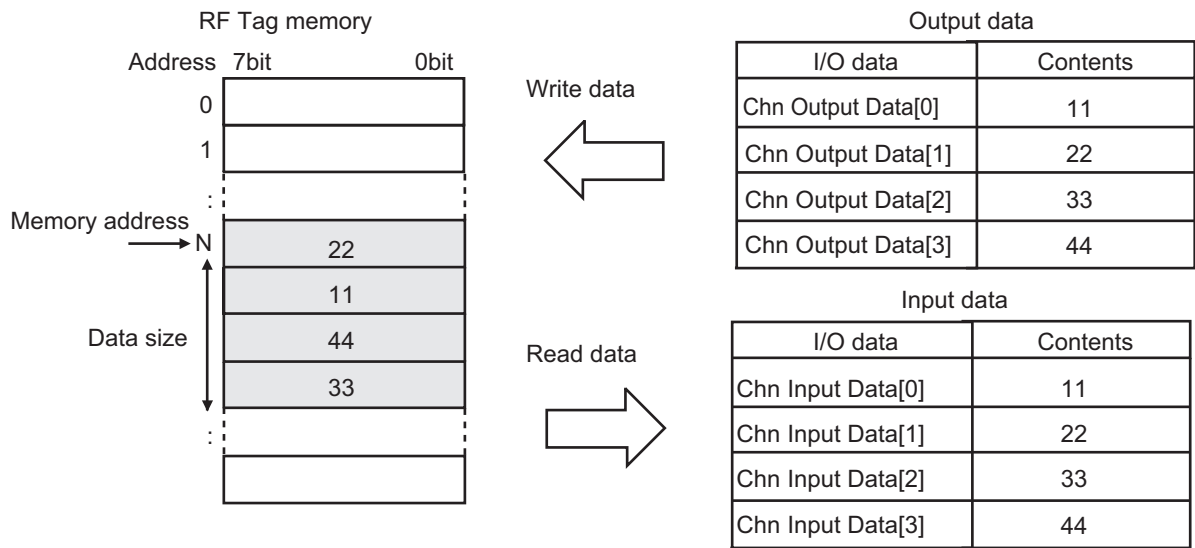 RF Tag memory
Address 7bit 0bit
0
1
:
Memory address
N
22
11
Data size
44
33
:
Write data
Read data
Output data
I/O data Contents
Chn Output Data[0] 11
Chn Output Data[1] 22
Chn Output Data[2] 33
Chn Output Data[3] 44
Input data
I/O data Contents
Chn Input Data[0] 11
Chn Input Data[1] 22
Chn Input Data[2] 33
Chn Input Data[3] 44